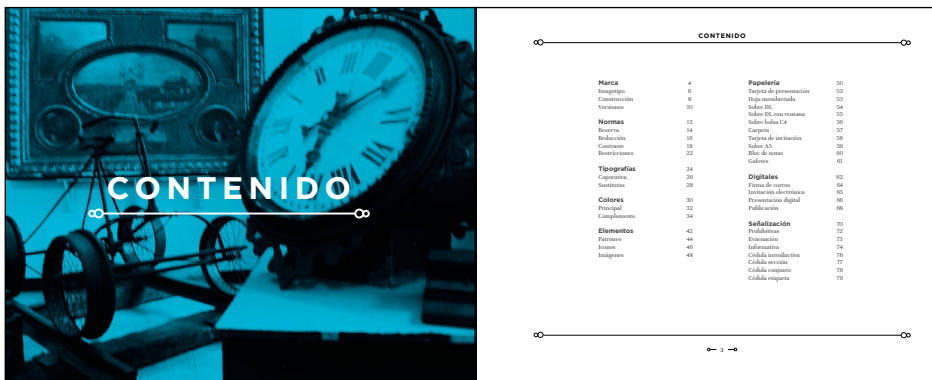 CONTENIDO
CONTENIDO
Marca 4
Imagotipo 6
Construcción 8
Versiones 10
Normas 12
Reserva 14
Reducción 16
Contraste 18
Restricciones 22
Tipografías 24
Coporativa 26
Sustitutas 28
Colores 30
Principal 32
Complemento 34
Elementos 42
Patrones 44
Iconos 46
Imágenes 48
Papelería 50
Tarjeta de presentación 52
Hoja membretada 53
Sobre DL 54
Sobre DL con ventana 55
Sobre bolsa C4 56
Carpeta 57
Tarjeta de invitación 58
Sobre A5 59
Bloc de notas 60
Gafetes 61
Digitales 62
Firma de correo 64
Invitación electrónica 65
Presentación digital 66
Publicación 68
Señalización 70
Prohibitivas 72
Evacuación 73
Informativa 74
Cédula introductiva 76
Cédula sección 77
Cédula conjunto 78
Cédula etiqueta 79
3